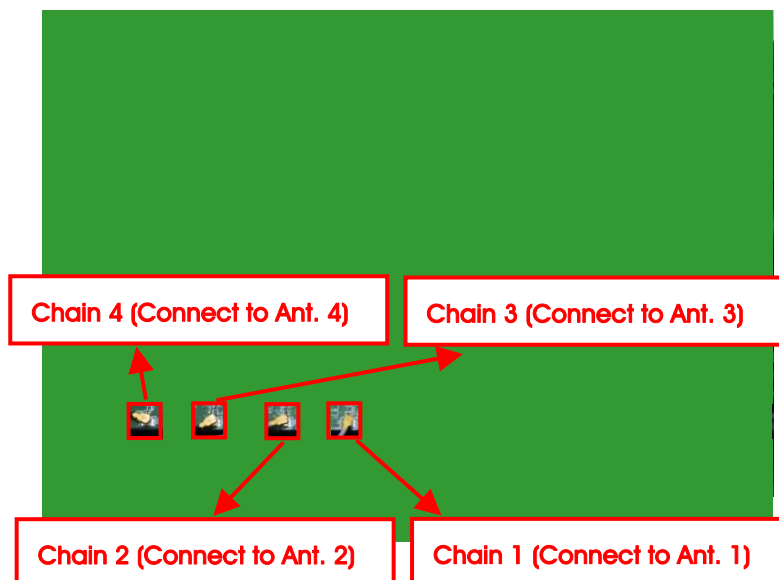 Chain 4 (Connect to Ant. 4)
Chain 3 (Connect to Ant. 3)
Chain 2 (Connect to Ant. 2)
Chain 1 (Connect to Ant. 1)